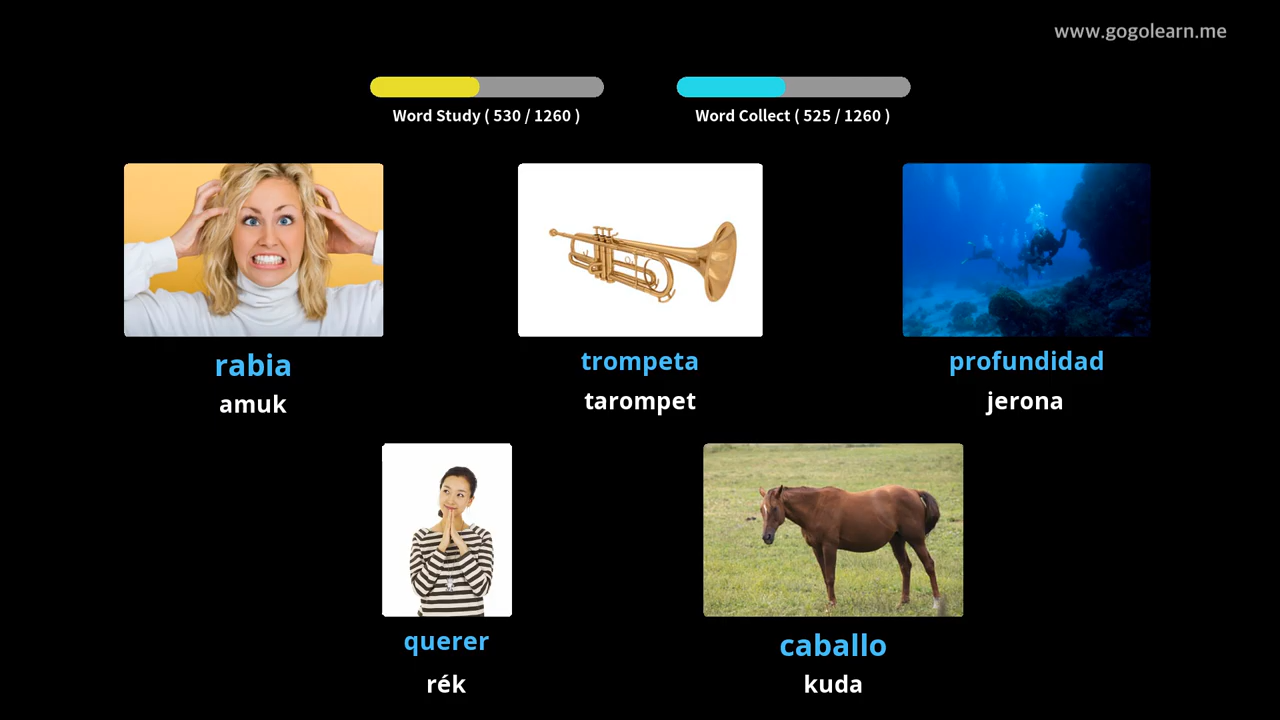 www.gogolearn.me
Word Study ( 530 / 1260 )
Word Collect ( 525 / 1260 )
rabia
amuk
trompeta
tarompet
profundidad
jerona
querer
rék
caballo
kuda